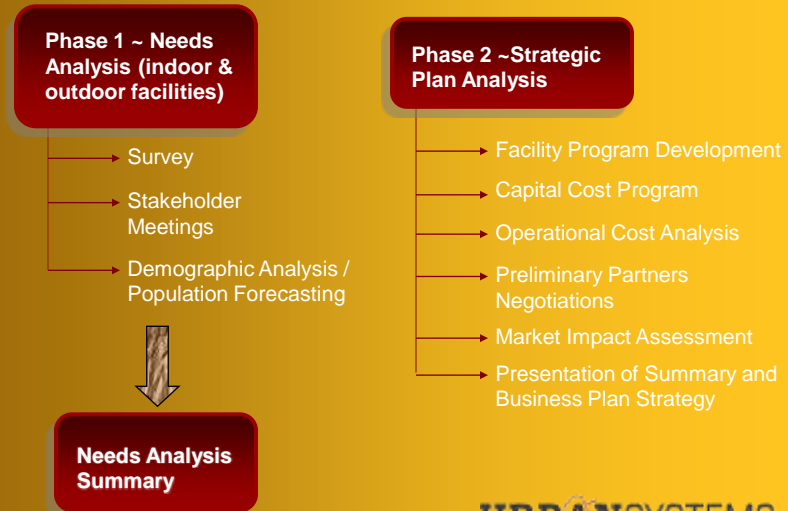 Phase 1 ~ Needs
Analysis (indoor &
outdoor facilities)
Survey
Stakeholder
Meetings
Demographic Analysis /
Population Forecasting
Needs Analysis
Summary
Phase 2 ~Strategic
Plan Analysis
Facility Program Development
Capital Cost Program
Operational Cost Analysis
Preliminary Partners
Negotiations
Market Impact Assessment
Presentation of Summary and
Business Plan Strategy
URBANSYSTEMS